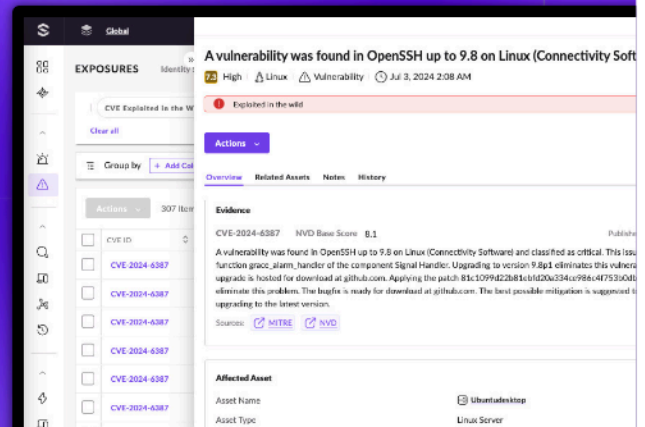 Global
EXPOSURES
Identity
CVE Exploited in the W
Clear all
Group by
+ Add Col
Actions
307 Item
CVE ID
CVE-2024-6387
CVE-2024-6387
CVE-2024-6387
CVE-2024-6387
CVE-2024-6387
CVE-2024-6387
A vulnerability was found in OpenSSH up to 9.8 on Linux (Connectivity Soft
7.3 High Linux Vulnerability Jul 3, 2024 2:08 AM
Exploited in the wild
Actions
Overview Related Assets Notes History
Evidence
CVE-2024-6387 NVD Base Score 8.1 Publishe
A vulnerability was found in OpenSSH up to 9.8 on Linux (Connectivity Software) and classified as critical. This issu
function grace_alarm_handler of the component Signal Handler. Upgrading to version 9.8p1 eliminates this vulnera
upgrade is hosted for download at github.com. Applying the patch
eliminate this problem. The bugfix is ready for download at github.com. The best possible mitigation is suggested t
upgrading to the latest version.
Sources: MITRE NVD
Affected Asset
Asset Name Ubuntudesktop
Asset Type Linux Server